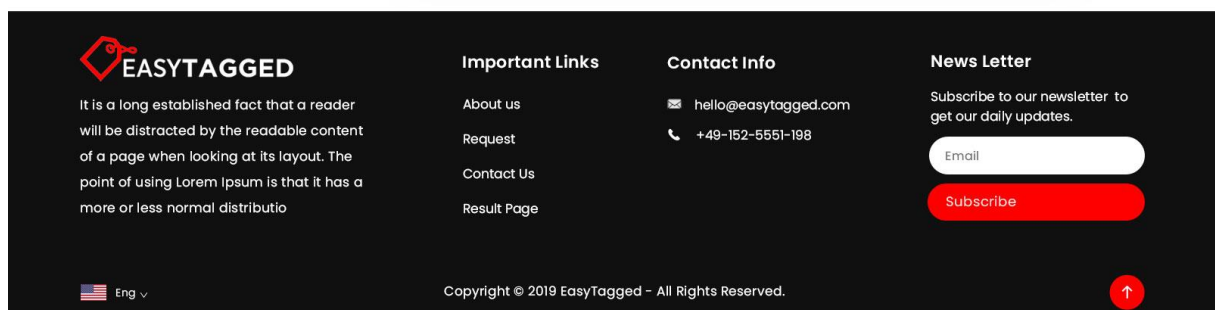 EASYTAGGED
It is a long established fact that a reader
will be distracted by the readable content
of a page when looking at its layout. The
point of using Lorem Ipsum is that it has a
more or less normal distributio
Important Links
About us
Request
Contact Us
Result Page
Contact Info
hello@easytagged.com
+49-152-5551-198
News Letter
Subscribe to our newsletter to
get our daily updates.
Email
Subscribe
Eng
Copyright © 2019 EasyTagged - All Rights Reserved.